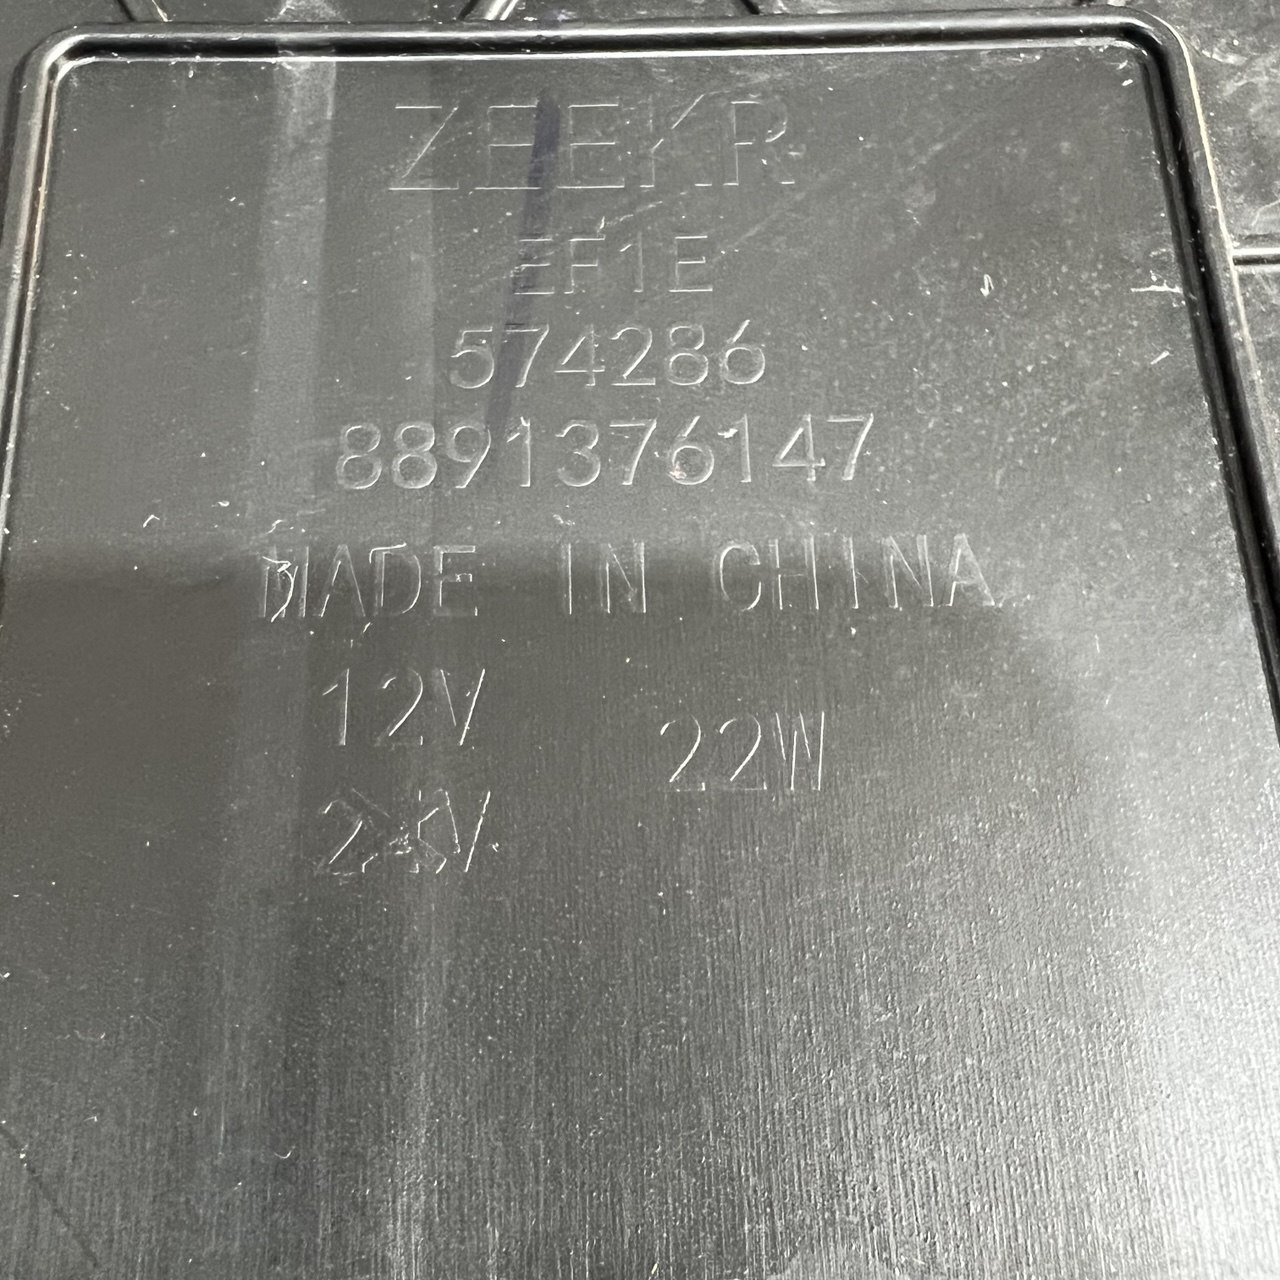 ZEEKR
EF1E
574286
8891376147
MADE IN CHINA
12V
22W